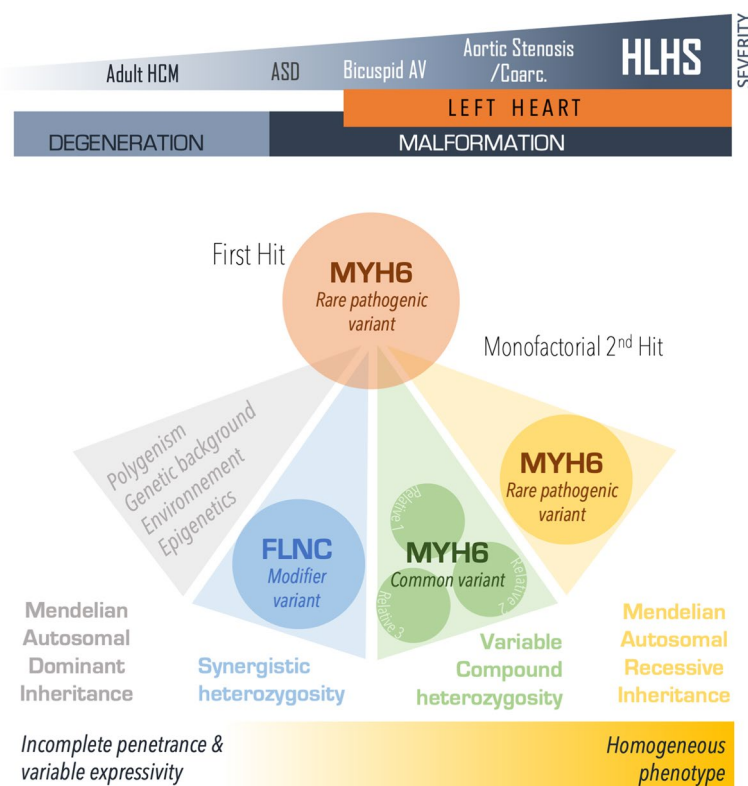 Adult HCM
ASD
Bicuspid AV
Aortic Stenosis
/Coarc.
HLHS
SEVERITY
LEFT HEART
DEGENERATION
MALFORMATION
First Hit
MYH6
Rare pathogenic
variant
Monofactorial 2nd Hit
Polygenism
Genetic background
Environnement
Epigenetics
FLNC
Modifier
variant
Relative 1
MYH6
Common variant
Relative 2
Relative 3
MYH6
Rare pathogenic
variant
Mendelian
Autosomal
Dominant
Inheritance
Synergistic
heterozygosity
Variable
Compound
heterozygosity
Mendelian
Autosomal
Recessive
Inheritance
Incomplete penetrance &
variable expressivity
Homogeneous
phenotype